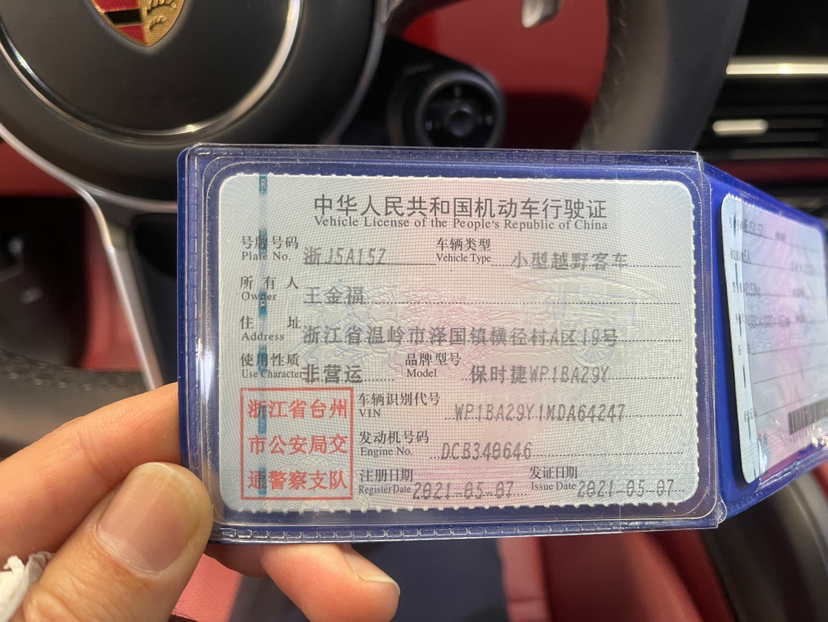 中华人民共和国机动车行驶证
Vehicle License of the People's Republic of China
号牌号码 浙J5A15Z 车辆类型 小型越野客车
Plate No. Vehicle Type
所有人 王金福
Owner
住址 浙江省温岭市泽国镇横径村A区19号
Address
使用性质 非营运 品牌型号 保时捷WP1BA29Y
Use Character Model
车辆识别代号 WP1BA29Y1MDA64247
VIN
发动机号码 DCB340646
Engine No.
注册日期 2021-05-07 发证日期 2021-05-07
Register Date Issue Date
浙江省台州
市公安局交
通警察支队